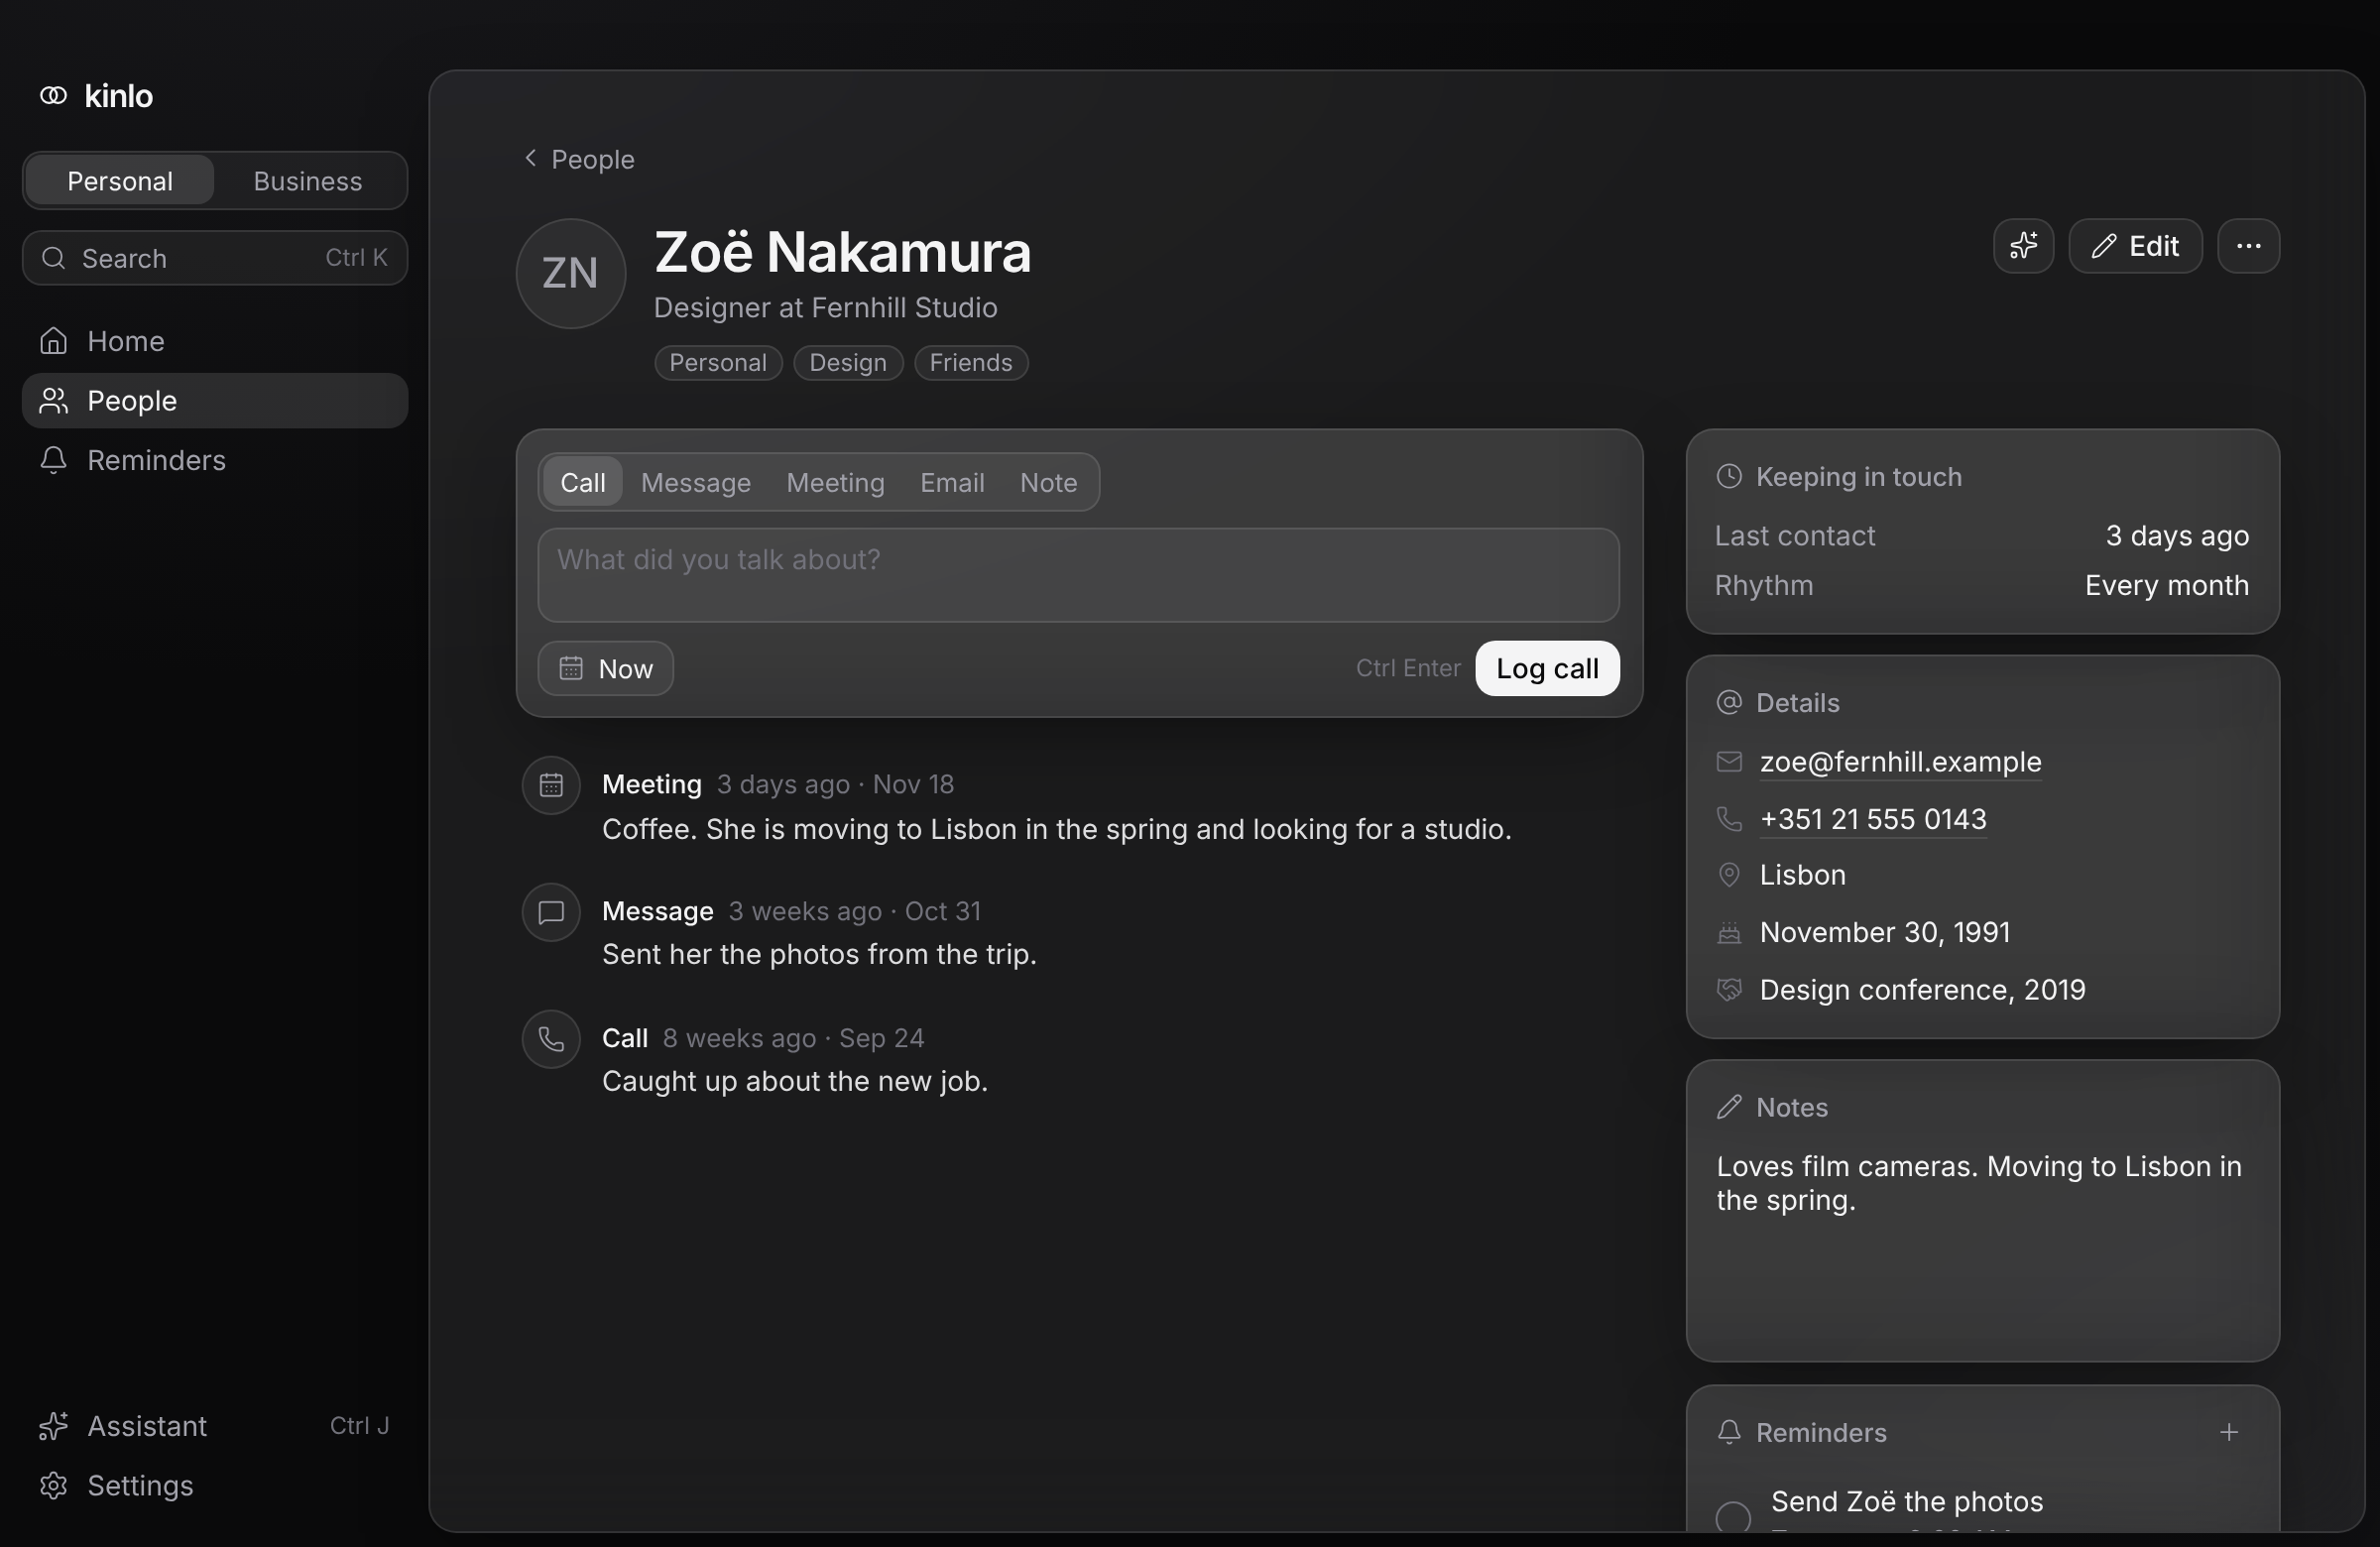 kinlo
Personal
Business
Search
Ctrl K
Home
People
Reminders
Assistant
Ctrl J
Settings
People
ZN
Zoë Nakamura
Designer at Fernhill Studio
Personal
Design
Friends
Edit
Call
Message
Meeting
Email
Note
What did you talk about?
Now
Ctrl Enter
Log call
Meeting 3 days ago · Nov 18
Coffee. She is moving to Lisbon in the spring and looking for a studio.
Message 3 weeks ago · Oct 31
Sent her the photos from the trip.
Call 8 weeks ago · Sep 24
Caught up about the new job.
Keeping in touch
Last contact 3 days ago
Rhythm Every month
Details
zoe@fernhill.example
+351 21 555 0143
Lisbon
November 30, 1991
Design conference, 2019
Notes
Loves film cameras. Moving to Lisbon in
the spring.
Reminders
Send Zoë the photos